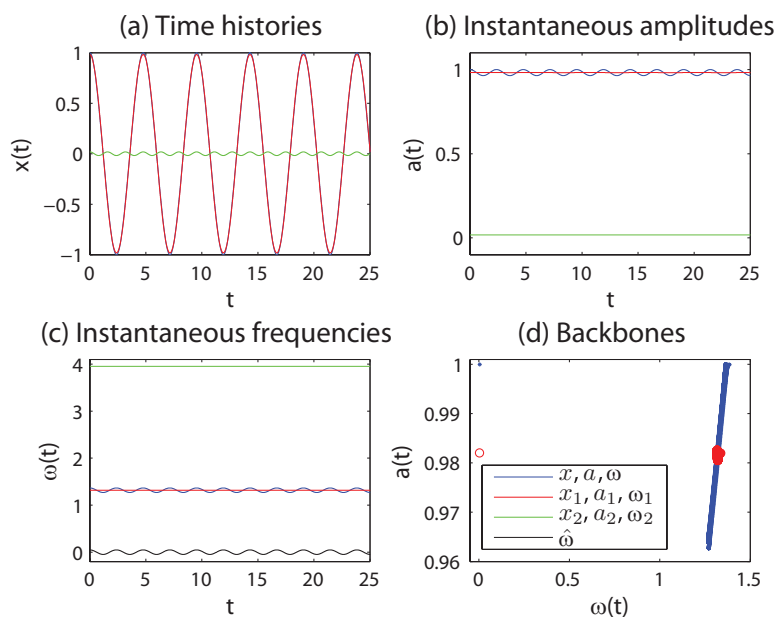 (a) Time histories
(b) Instantaneous amplitudes
1
0.5
0
−0.5
−1
x(t)
0 5 10 15 20 25
t
1
0.5
0
a(t)
0 5 10 15 20 25
t
(c) Instantaneous frequencies
(d) Backbones
4
3
2
1
0
ω(t)
0 5 10 15 20 25
t
1
0.99
0.98
0.97
0.96
a(t)
x, a, ω
x₁, a₁, ω₁
x₂, a₂, ω₂
ω̂
0 0.5 1 1.5
ω(t)